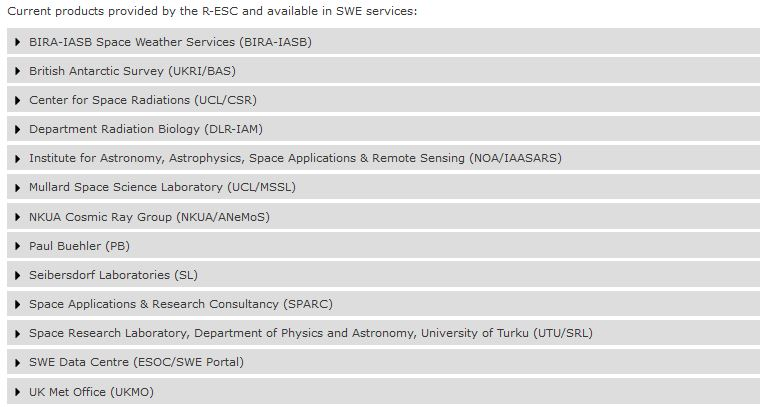 Current products provided by the R-ESC and available in SWE services:
BIRA-IASB Space Weather Services (BIRA-IASB)
British Antarctic Survey (UKRI/BAS)
Center for Space Radiations (UCL/CSR)
Department Radiation Biology (DLR-IAM)
Institute for Astronomy, Astrophysics, Space Applications & Remote Sensing (NOA/IAASARS)
Mullard Space Science Laboratory (UCL/MSSL)
NKUA Cosmic Ray Group (NKUA/ANeMoS)
Paul Buehler (PB)
Seibersdorf Laboratories (SL)
Space Applications & Research Consultancy (SPARC)
Space Research Laboratory, Department of Physics and Astronomy, University of Turku (UTU/SRL)
SWE Data Centre (ESOC/SWE Portal)
UK Met Office (UKMO)